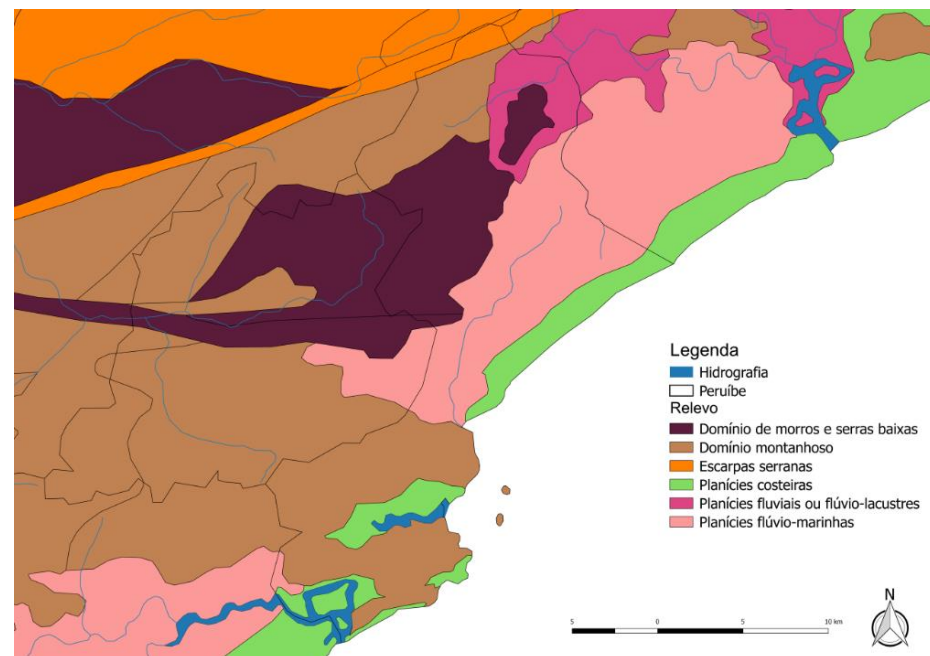 Legenda
Hidrografia
Peruíbe
Relevo
Domínio de morros e serras baixas
Domínio montanhoso
Escarpas serranas
Planícies costeiras
Planícies fluviais ou flúvio-lacustres
Planícies flúvio-marinhas
N
5 0 5 10 km